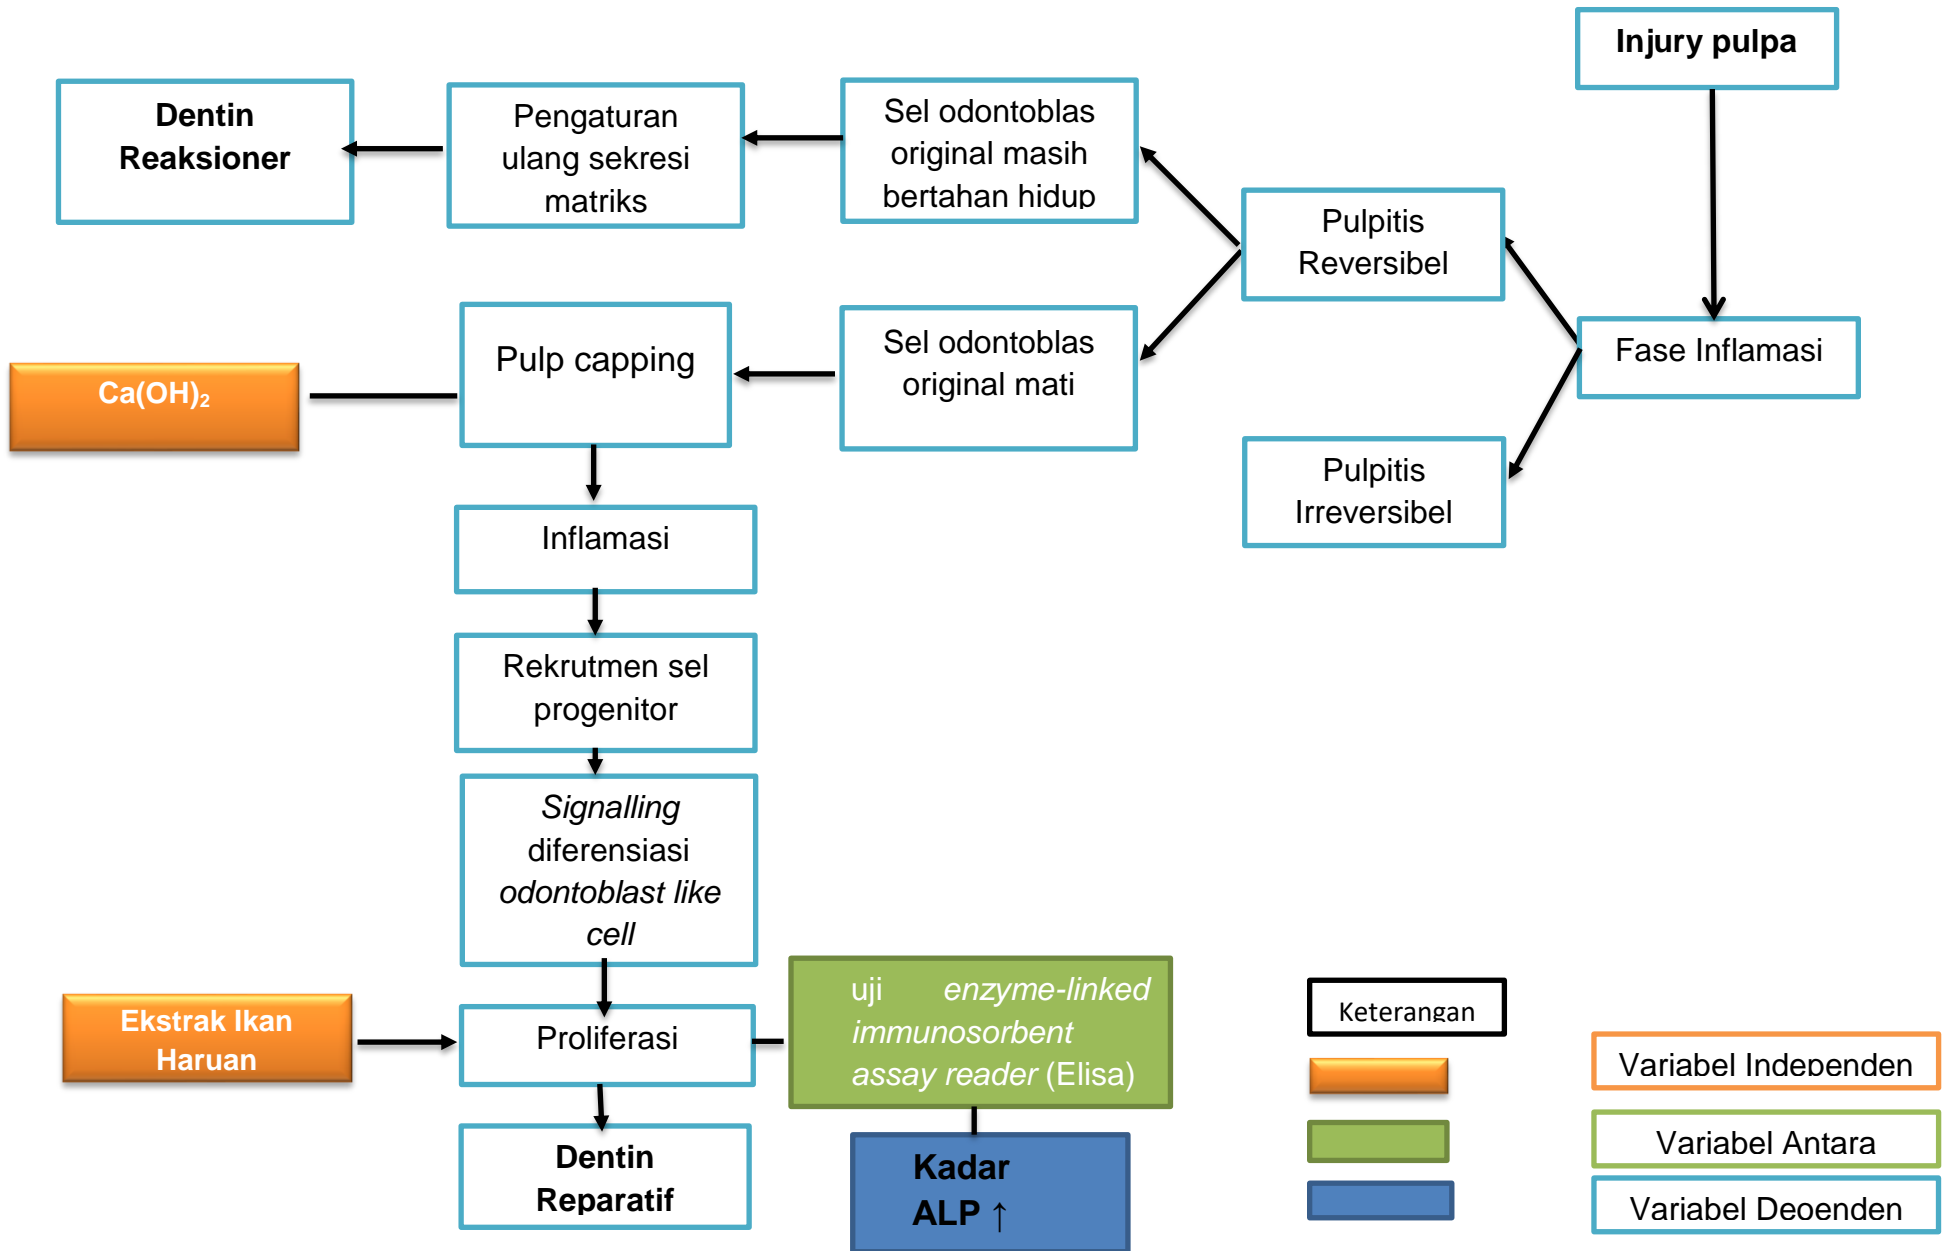 Injury pulpa
Dentin
Reaksioner
Pengaturan
ulang sekresi
matriks
Sel odontoblas
original masih
bertahan hidup
Pulpitis
Reversibel
Fase Inflamasi
Pulp capping
Sel odontoblas
original mati
Ca(OH)₂
Pulpitis
Irreversibel
Inflamasi
Rekrutmen sel
progenitor
Signalling
diferensiasi
odontoblast like
cell
Ekstrak Ikan
Haruan
Proliferasi
uji enzyme-linked
immunosorbent
assay reader (Elisa)
Dentin
Reparatif
Kadar
ALP ↑
Keterangan
Variabel Independen
Variabel Antara
Variabel Deoenden